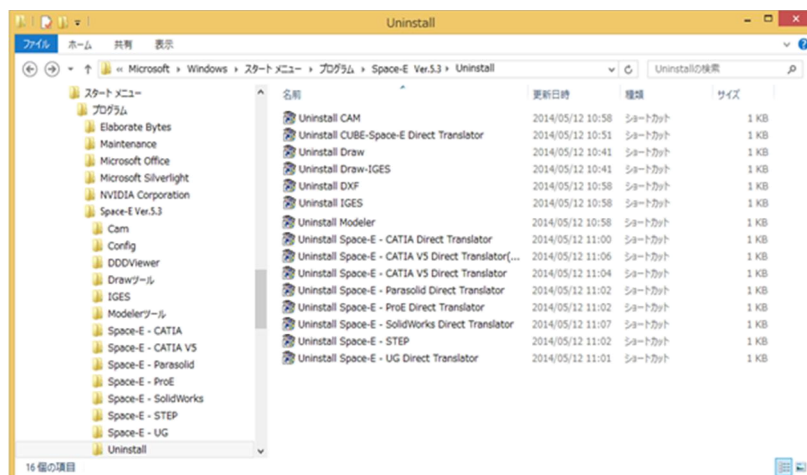 Uninstall
ファイル ホーム 共有 表示
« Microsoft ▸ Windows ▸ スタート メニュー ▸ プログラム ▸ Space-E Ver.5.3 ▸ Uninstall
Uninstallの検索
スタート メニュー
プログラム
Elaborate Bytes
Maintenance
Microsoft Office
Microsoft Silverlight
NVIDIA Corporation
Space-E Ver.5.3
Cam
Config
DDDViewer
Drawツール
IGES
Modelerツール
Space-E - CATIA
Space-E - CATIA V5
Space-E - Parasolid
Space-E - ProE
Space-E - SolidWorks
Space-E - STEP
Space-E - UG
Uninstall
名前 更新日時 種類 サイズ
Uninstall CAM 2014/05/12 10:58 ショートカット 1 KB
Uninstall CUBE-Space-E Direct Translator 2014/05/12 10:51 ショートカット 1 KB
Uninstall Draw 2014/05/12 10:41 ショートカット 1 KB
Uninstall Draw-IGES 2014/05/12 10:41 ショートカット 1 KB
Uninstall DXF 2014/05/12 10:58 ショートカット 1 KB
Uninstall IGES 2014/05/12 10:58 ショートカット 1 KB
Uninstall Modeler 2014/05/12 10:58 ショートカット 1 KB
Uninstall Space-E - CATIA Direct Translator 2014/05/12 11:00 ショートカット 1 KB
Uninstall Space-E - CATIA V5 Direct Translator(... 2014/05/12 11:06 ショートカット 1 KB
Uninstall Space-E - CATIA V5 Direct Translator 2014/05/12 11:04 ショートカット 1 KB
Uninstall Space-E - Parasolid Direct Translator 2014/05/12 11:02 ショートカット 1 KB
Uninstall Space-E - ProE Direct Translator 2014/05/12 11:02 ショートカット 1 KB
Uninstall Space-E - SolidWorks Direct Translator 2014/05/12 11:07 ショートカット 1 KB
Uninstall Space-E - STEP 2014/05/12 11:02 ショートカット 1 KB
Uninstall Space-E - UG Direct Translator 2014/05/12 11:01 ショートカット 1 KB
16 個の項目